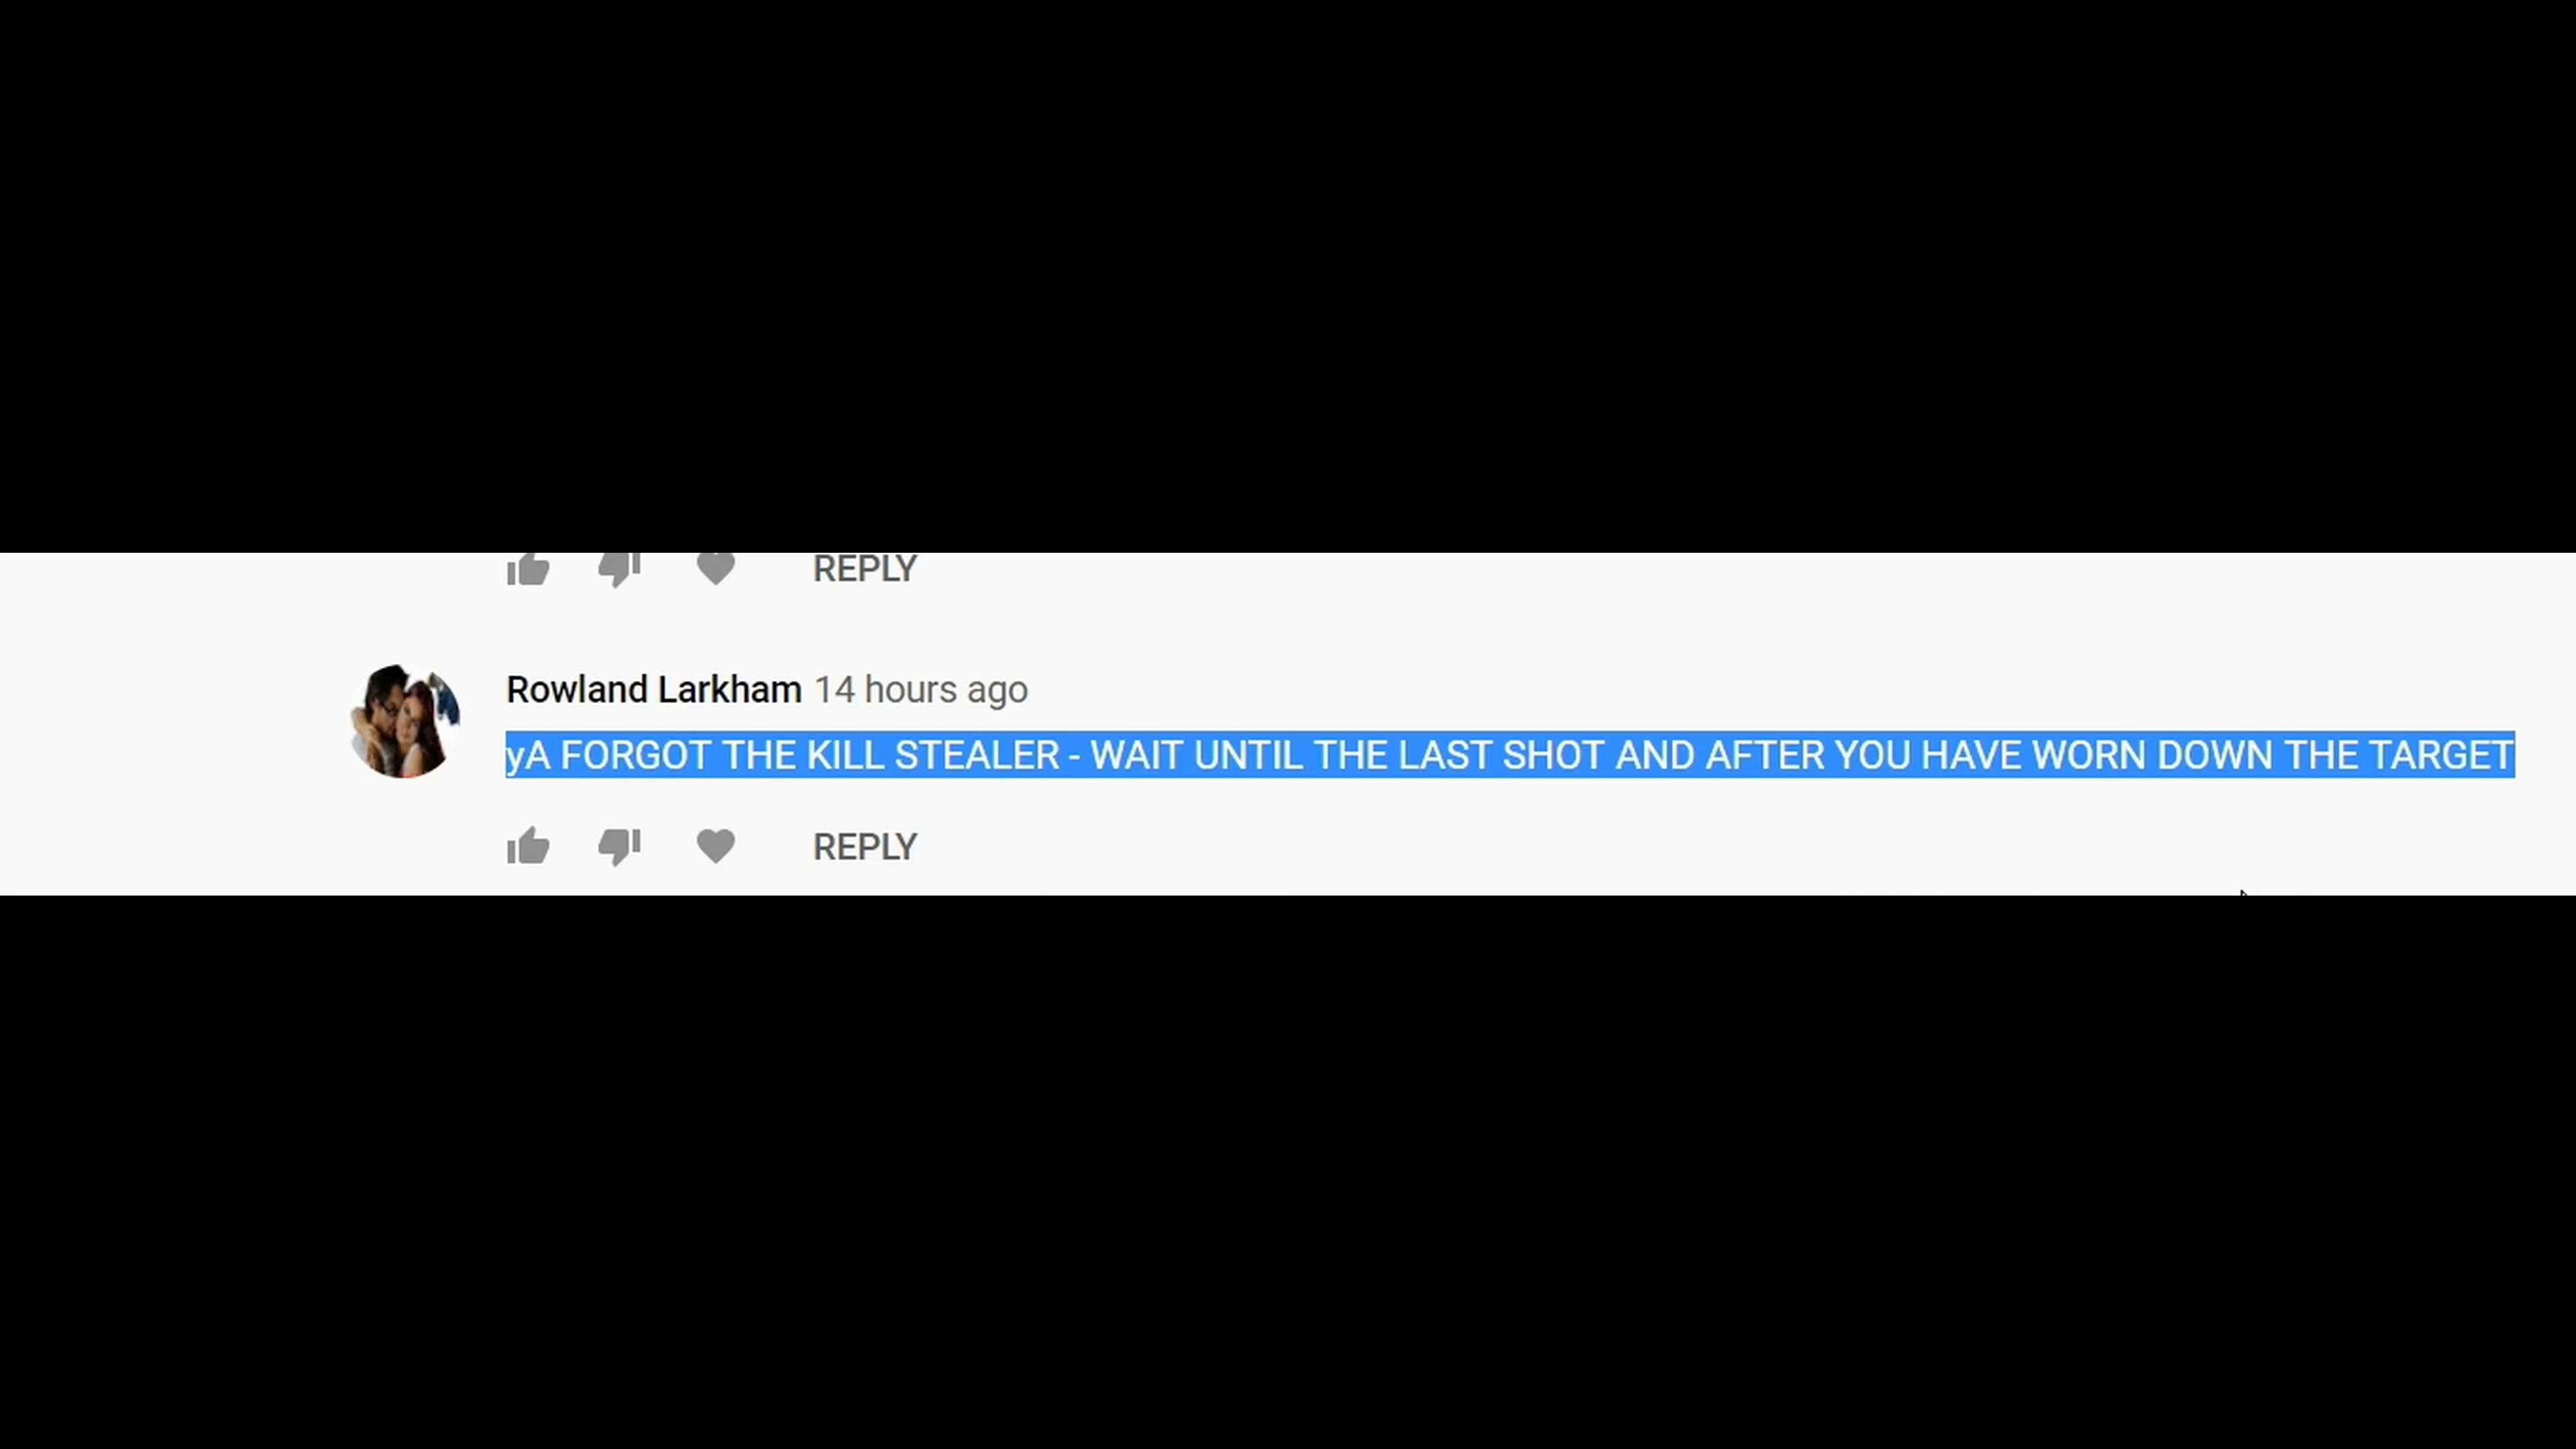 REPLY
Rowland Larkham 14 hours ago
yA FORGOT THE KILL STEALER - WAIT UNTIL THE LAST SHOT AND AFTER YOU HAVE WORN DOWN THE TARGET
REPLY